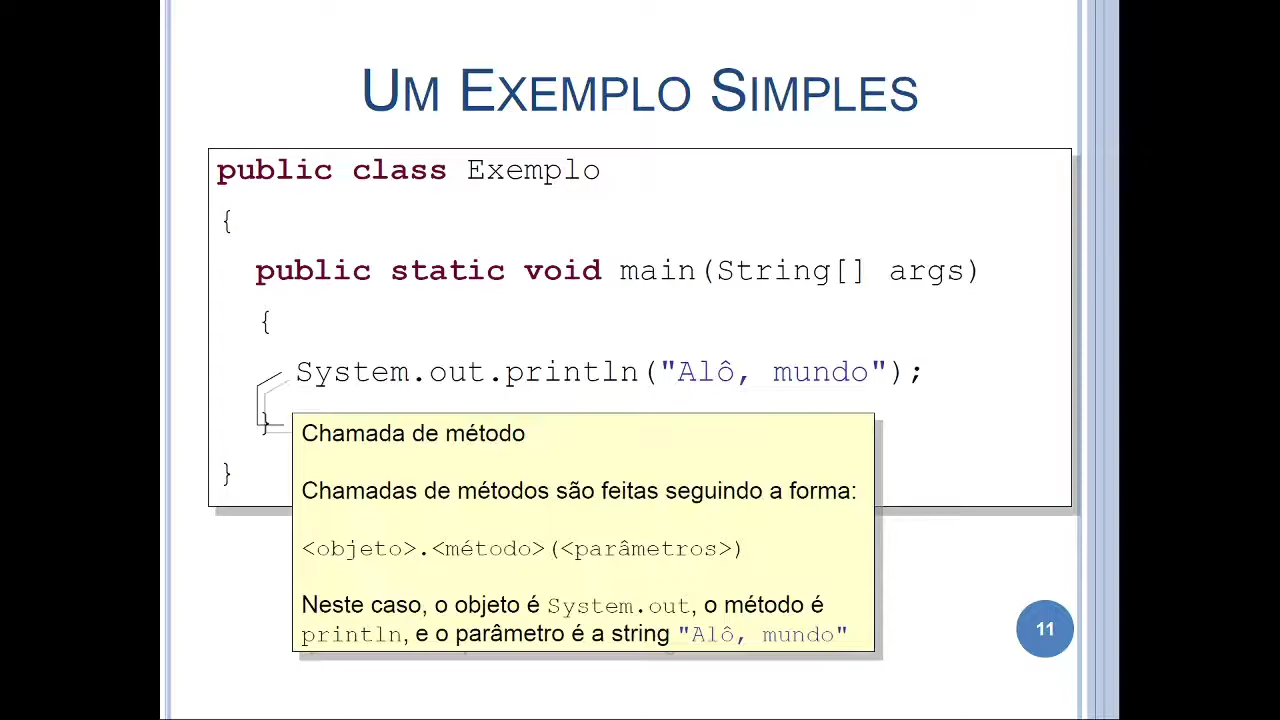 UM EXEMPLO SIMPLES
public class Exemplo
{
public static void main(String[] args)
{
System.out.println("Alô, mundo");
}
Chamada de método
Chamadas de métodos são feitas seguindo a forma:
<objeto>.<método>(<parâmetros>)
Neste caso, o objeto é System.out, o método é
println, e o parâmetro é a string "Alô, mundo"
}
11